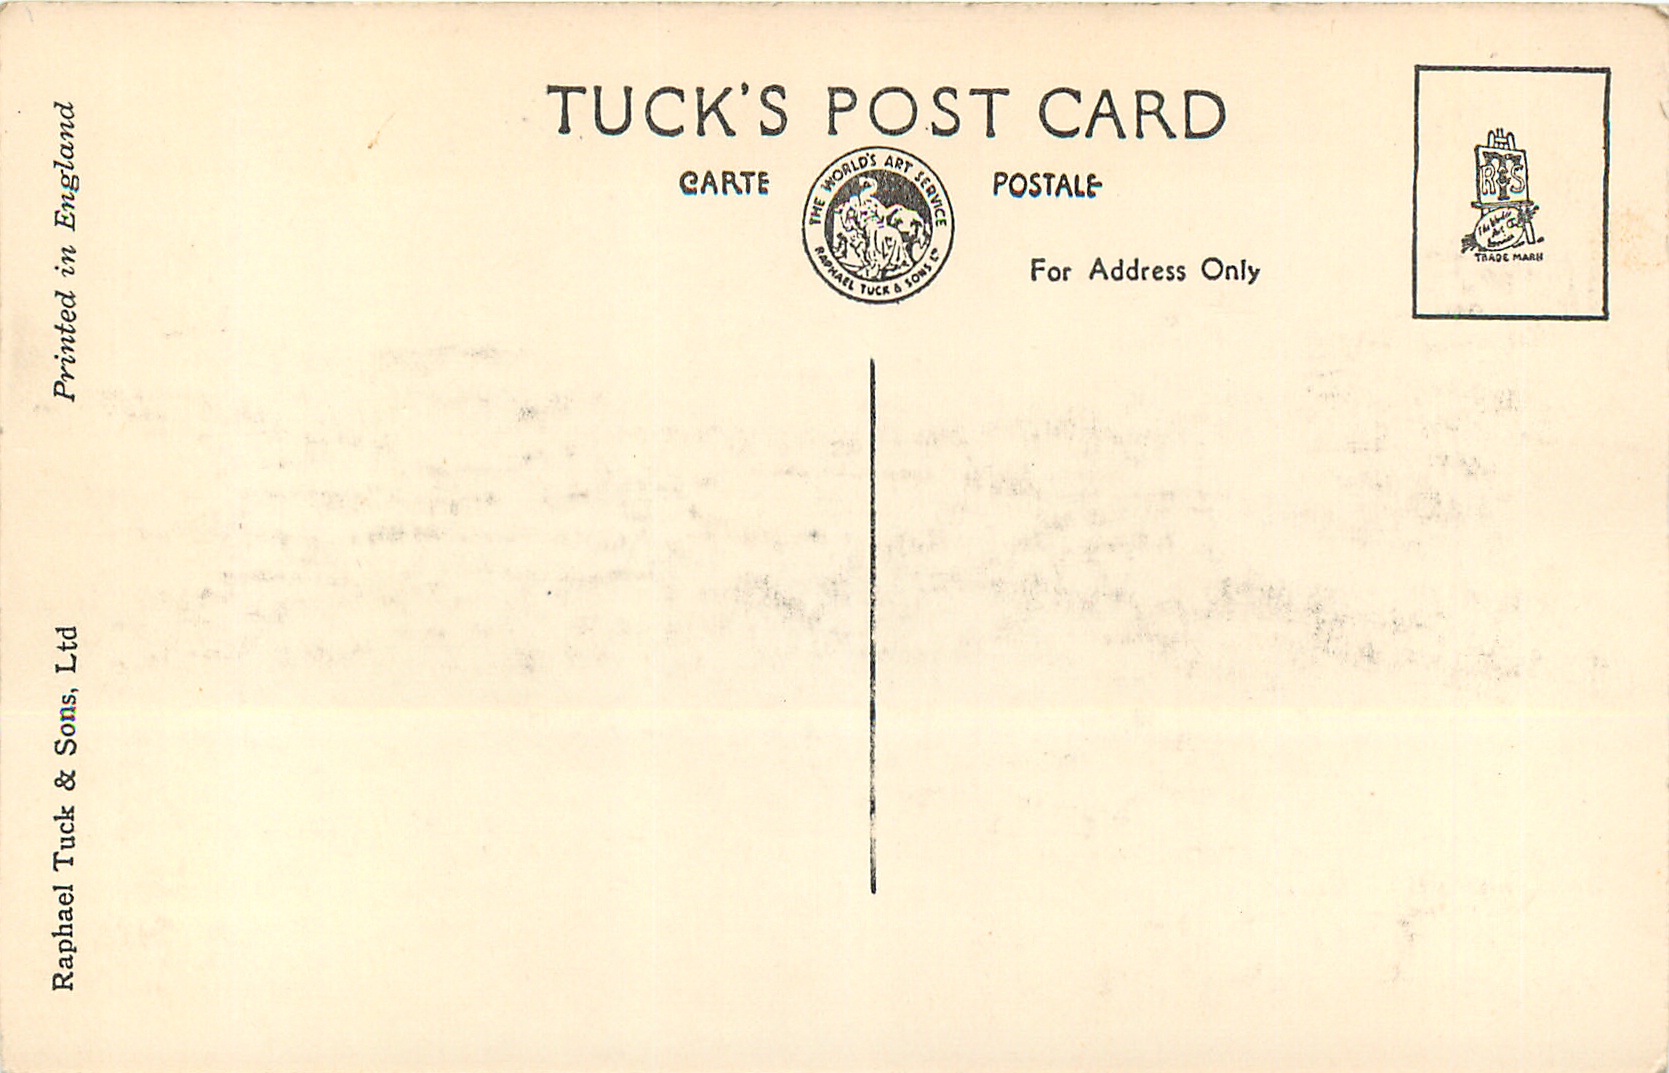 TUCK'S POST CARD
CARTE POSTALE
THE WORLD'S ART SERVICE
RAPHAEL TUCK & SONS LTD
For Address Only
R T & S
TRADE MARK
Printed in England
Raphael Tuck & Sons, Ltd